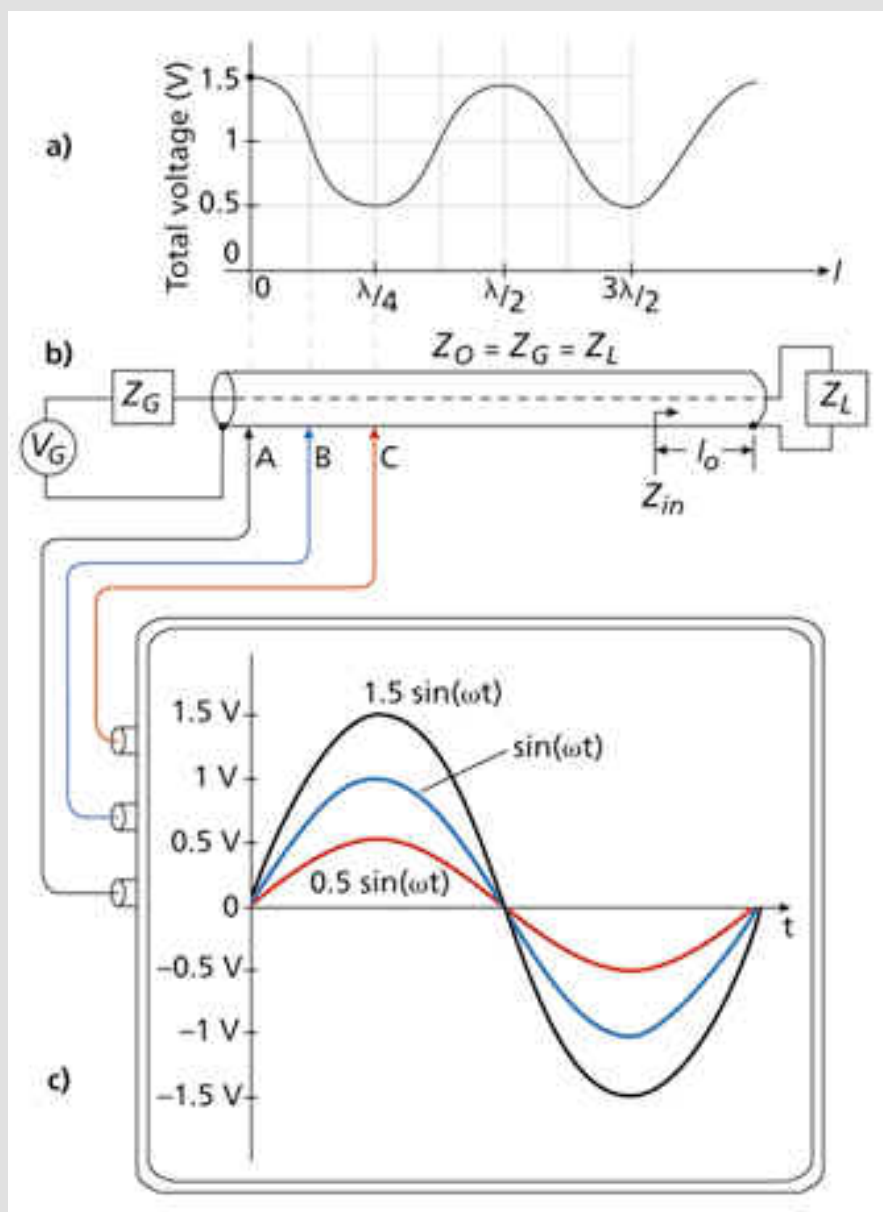 a)
Total voltage (V)
1.5
1
0.5
0
0 λ/4 λ/2 3λ/2 l
b)
Z_O = Z_G = Z_L
Z_G
V_G
Z_L
A B C
l_o
Z_in
c)
1.5 V
1 V
0.5 V
0
−0.5 V
−1 V
−1.5 V
1.5 sin(ωt)
sin(ωt)
0.5 sin(ωt)
t